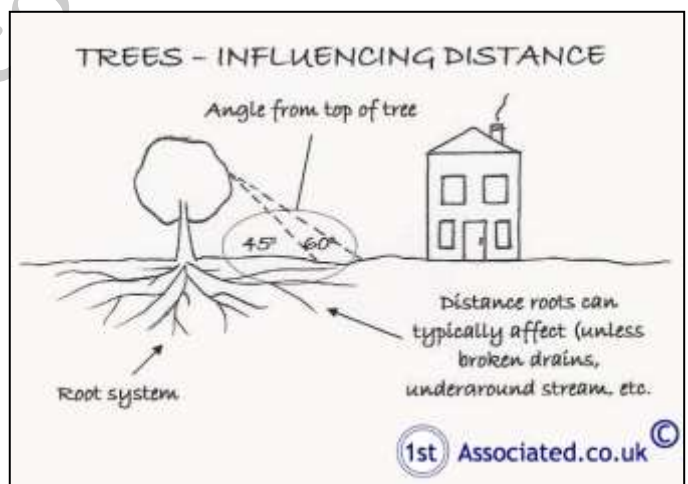 TREES – INFLUENCING DISTANCE
Angle from top of tree
45° 60°
Distance roots can
typically affect (unless
broken drains,
underaround stream, etc.
Root system
1st Associated.co.uk ©